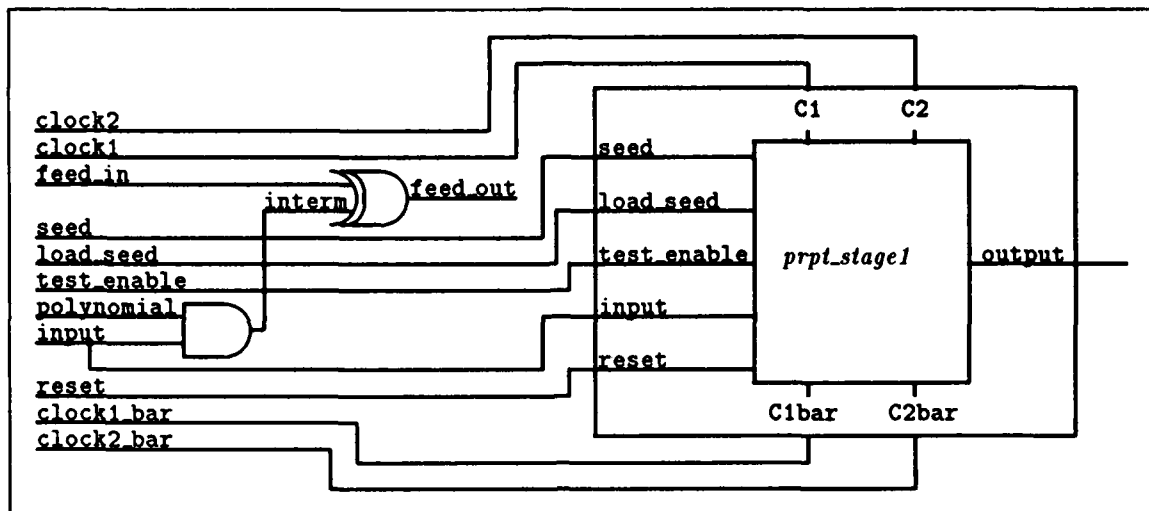 C1 C2
clock2
clock1
seed
feed_in
feed_out
interm
load_seed
seed
load_seed
test_enable
prpt_stage1
output
test_enable
polynomial
input
input
reset
reset
clock1_bar
C1bar C2bar
clock2_bar